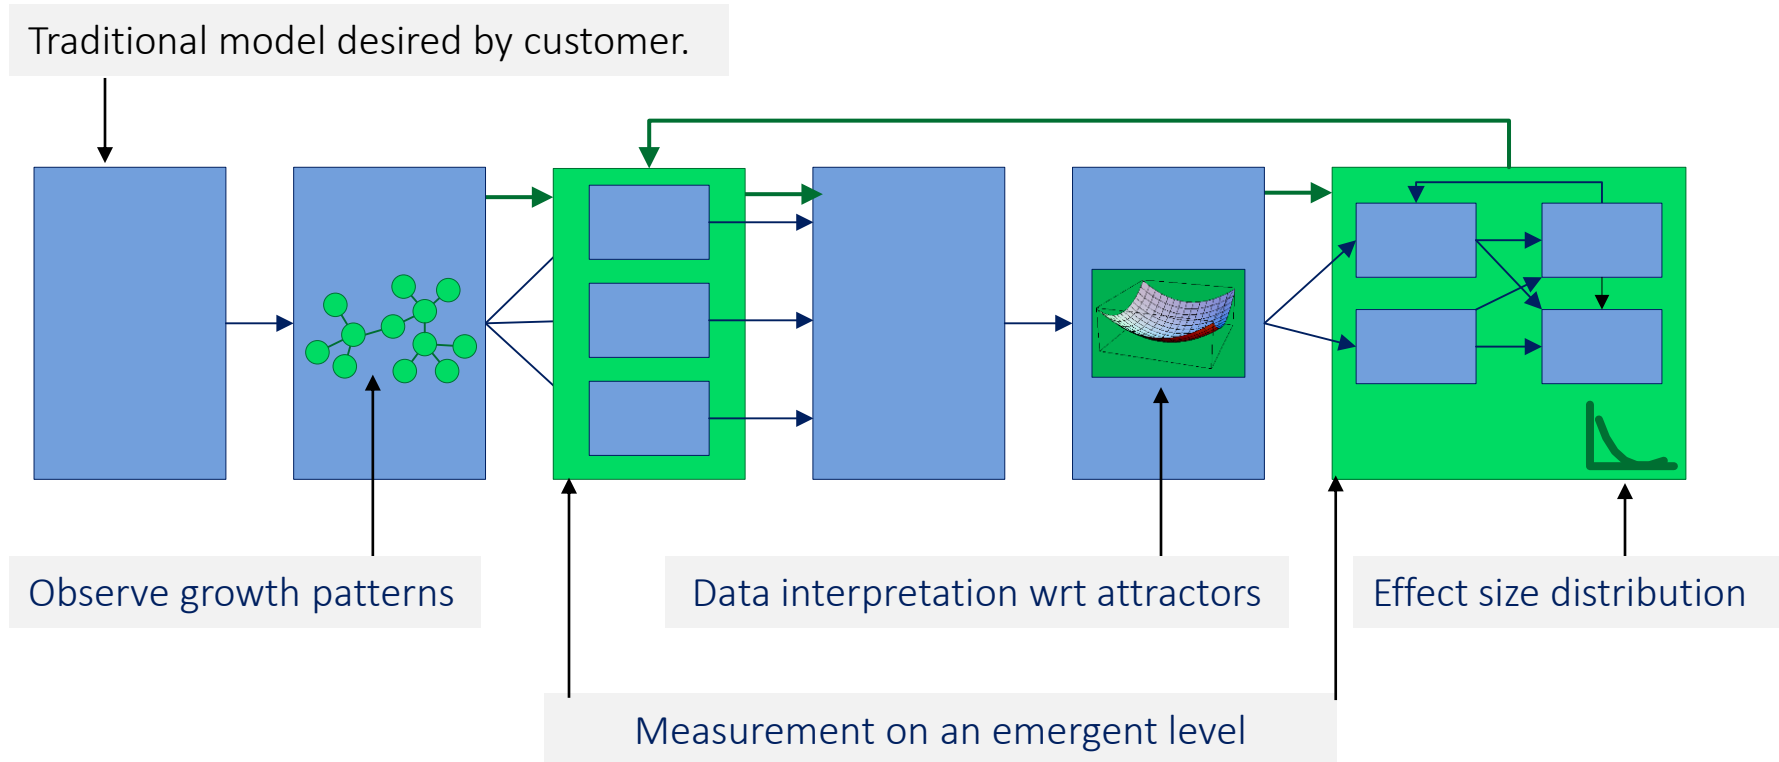 Traditional model desired by customer.
Observe growth patterns
Data interpretation wrt attractors
Effect size distribution
Measurement on an emergent level